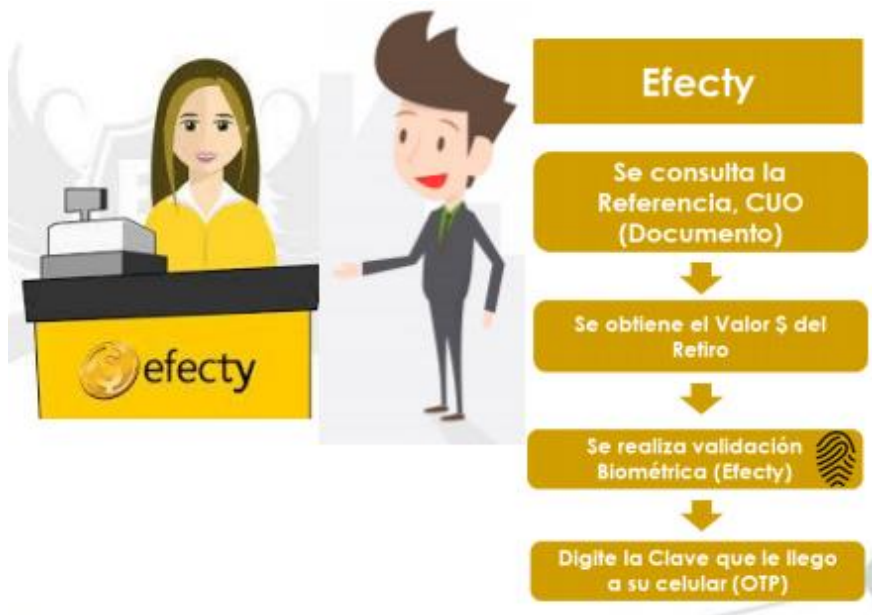 efecty
Efecty
Se consulta la
Referencia, CUO
(Documento)
Se obtiene el Valor $ del
Retiro
Se realiza validación
Biométrica (Efecty)
Digite la Clave que le llego
a su celular (OTP)